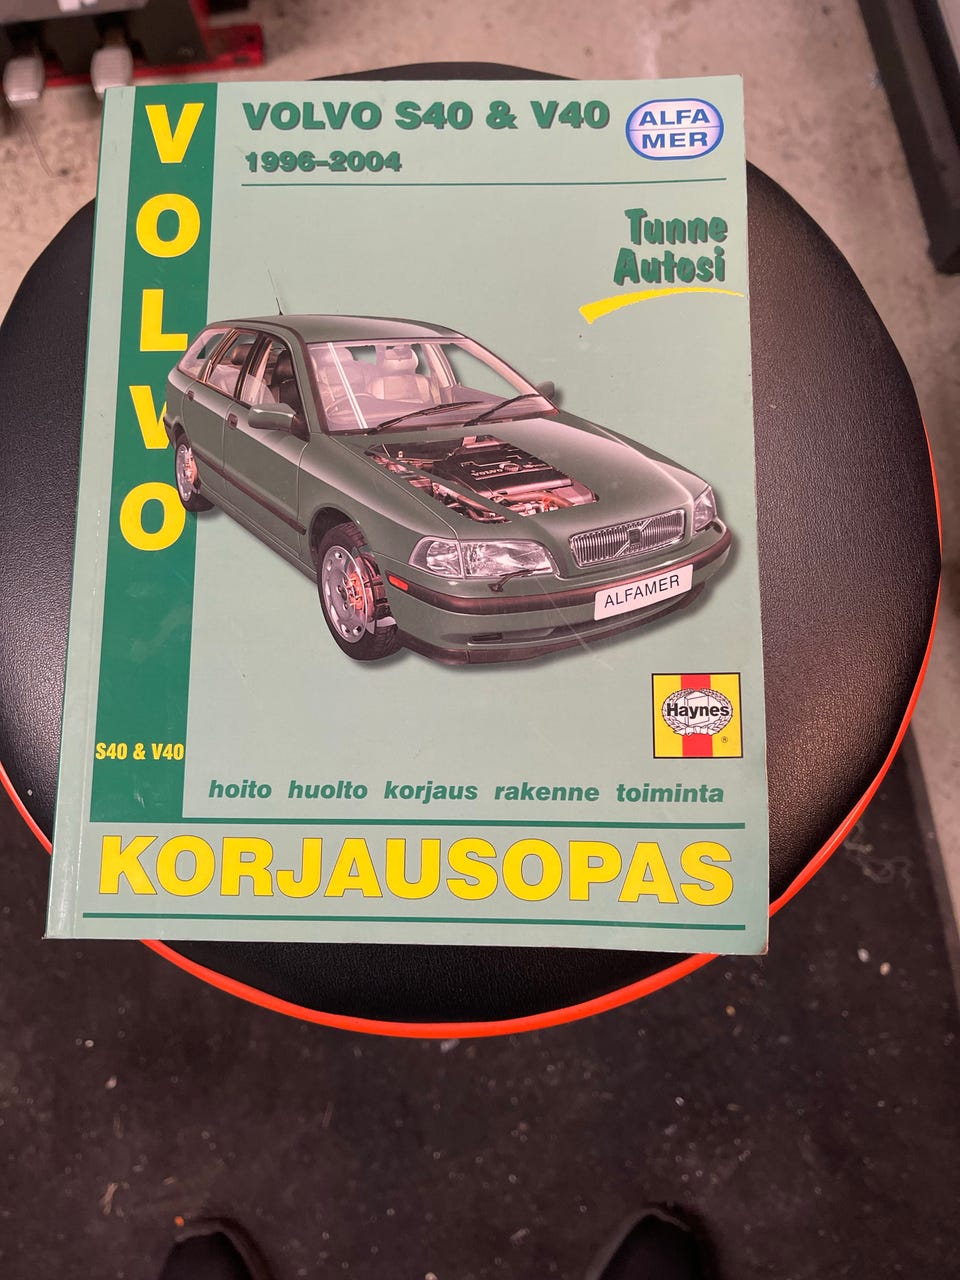 VOLVO
VOLVO S40 & V40
1996–2004
ALFA
MER
Tunne
Autosi
VOLVO
ALFAMER
Haynes
®
S40 & V40
hoito huolto korjaus rakenne toiminta
KORJAUSOPAS